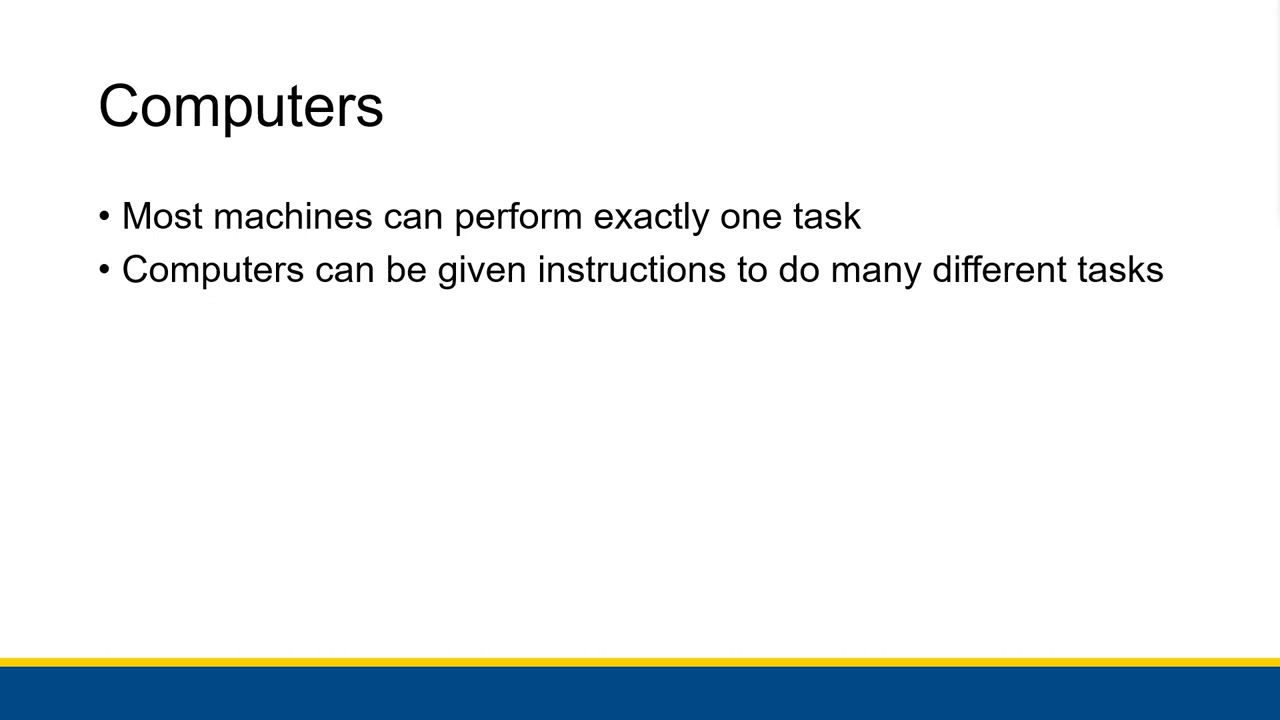 Computers
• Most machines can perform exactly one task
• Computers can be given instructions to do many different tasks